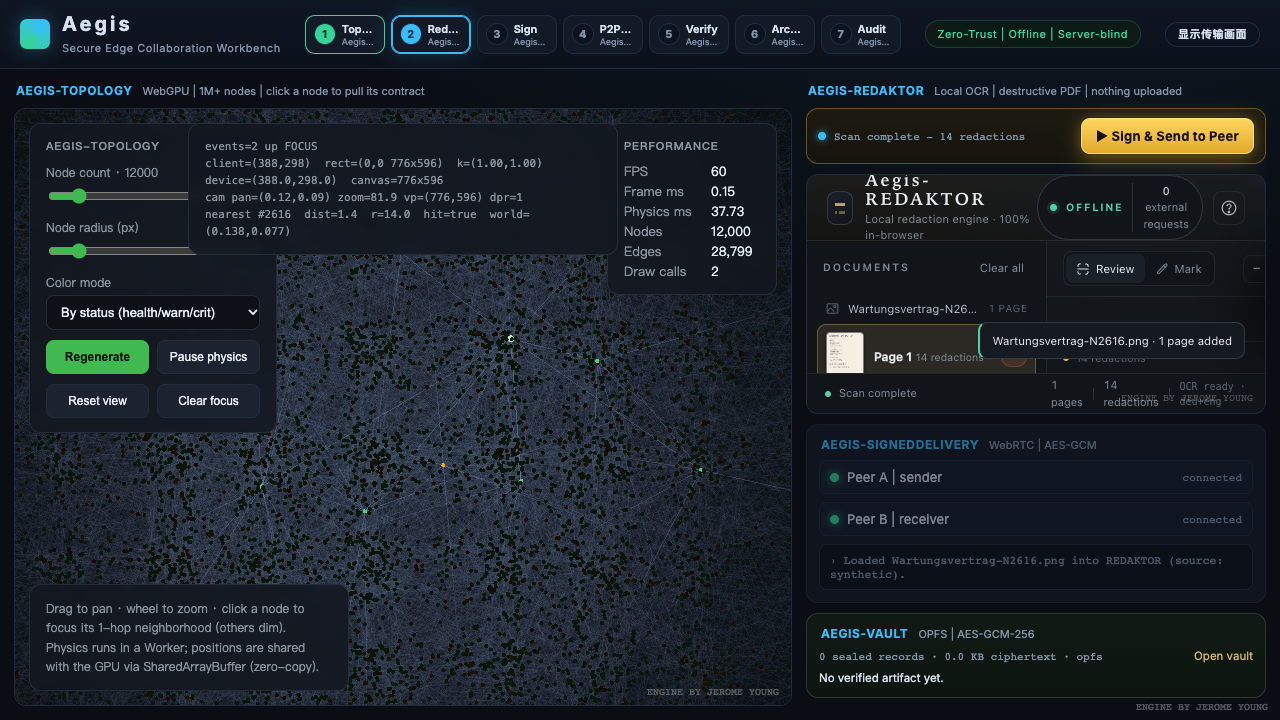 Aegis
Secure Edge Collaboration Workbench
1 Top... Aegis...
2 Red... Aegis...
3 Sign Aegis...
4 P2P... Aegis...
5 Verify Aegis...
6 Arc... Aegis...
7 Audit Aegis...
Zero-Trust | Offline | Server-blind
显示传输画面
AEGIS-TOPOLOGY WebGPU | 1M+ nodes | click a node to pull its contract
AEGIS-TOPOLOGY
Node count · 12000
Node radius (px)
Color mode
By status (health/warn/crit)
Regenerate
Pause physics
Reset view
Clear focus
events=2 up FOCUS
client=(388,298) rect=(0,0 776x596) k=(1.00,1.00)
device=(388.0,298.0) canvas=776x596
cam pan=(0.12,0.09) zoom=81.9 vp=(776,596) dpr=1
nearest #2616 dist=1.4 r=14.0 hit=true world=
(0.138,0.077)
PERFORMANCE
FPS 60
Frame ms 0.15
Physics ms 37.73
Nodes 12,000
Edges 28,799
Draw calls 2
Drag to pan · wheel to zoom · click a node to
focus its 1-hop neighborhood (others dim).
Physics runs in a Worker; positions are shared
with the GPU via SharedArrayBuffer (zero-copy).
ENGINE BY JEROME YOUNG
AEGIS-REDAKTOR Local OCR | destructive PDF | nothing uploaded
Scan complete — 14 redactions
▶ Sign & Send to Peer
Aegis-
REDAKTOR
Local redaction engine · 100%
in-browser
OFFLINE
0
external
requests
DOCUMENTS
Clear all
Review
Mark
Wartungsvertrag-N26... 1 PAGE
Page 1 14 redactions
Wartungsvertrag-N2616.png · 1 page added
14 redactions
Scan complete
1
pages
14
redactions
OCR ready ·
deu+eng
ENGINE BY JEROME YOUNG
AEGIS-SIGNEDDELIVERY WebRTC | AES-GCM
Peer A | sender connected
Peer B | receiver connected
› Loaded Wartungsvertrag-N2616.png into REDAKTOR (source:
synthetic).
AEGIS-VAULT OPFS | AES-GCM-256
0 sealed records · 0.0 KB ciphertext · opfs
Open vault
No verified artifact yet.
ENGINE BY JEROME YOUNG